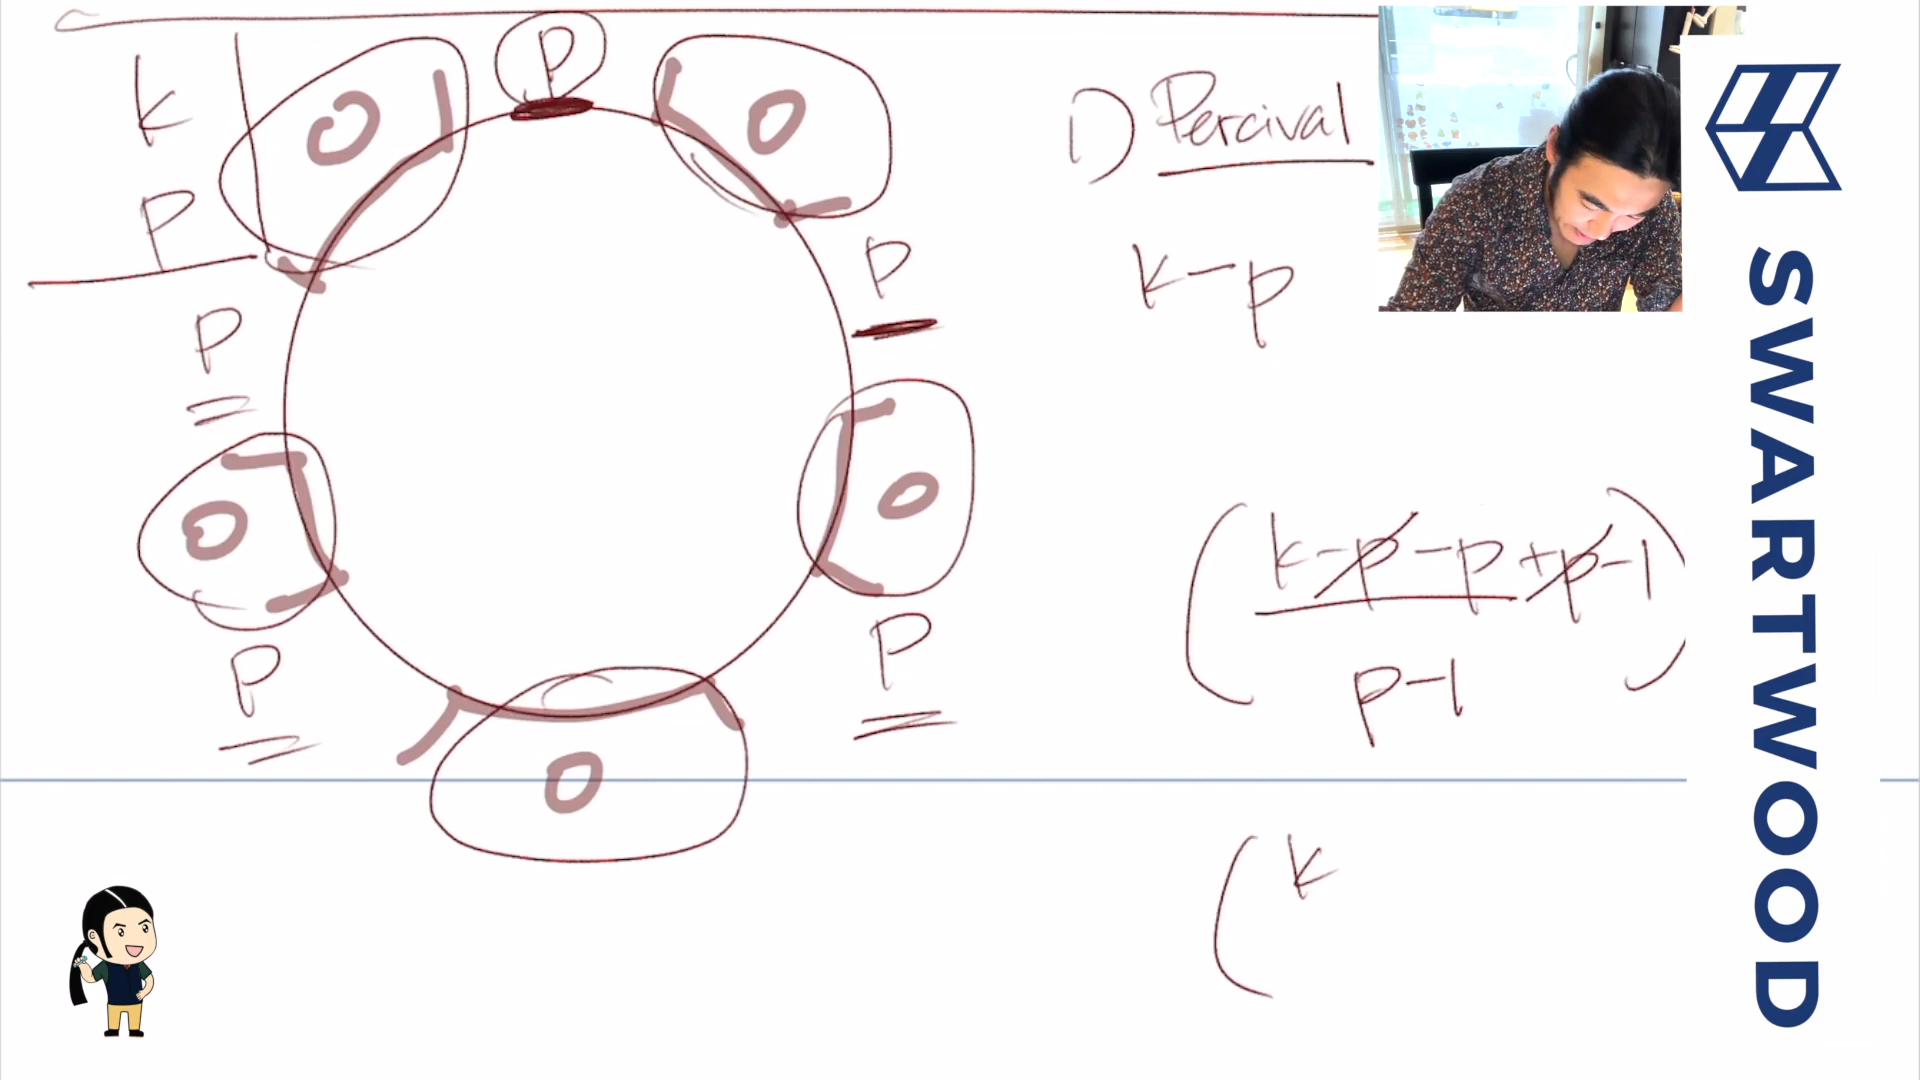 k
p
O
P
O
1) Percival
P
k-p
P
O
O
(k-p-p+p-1
p-1)
P
P
O
(k
SWARTWOOD